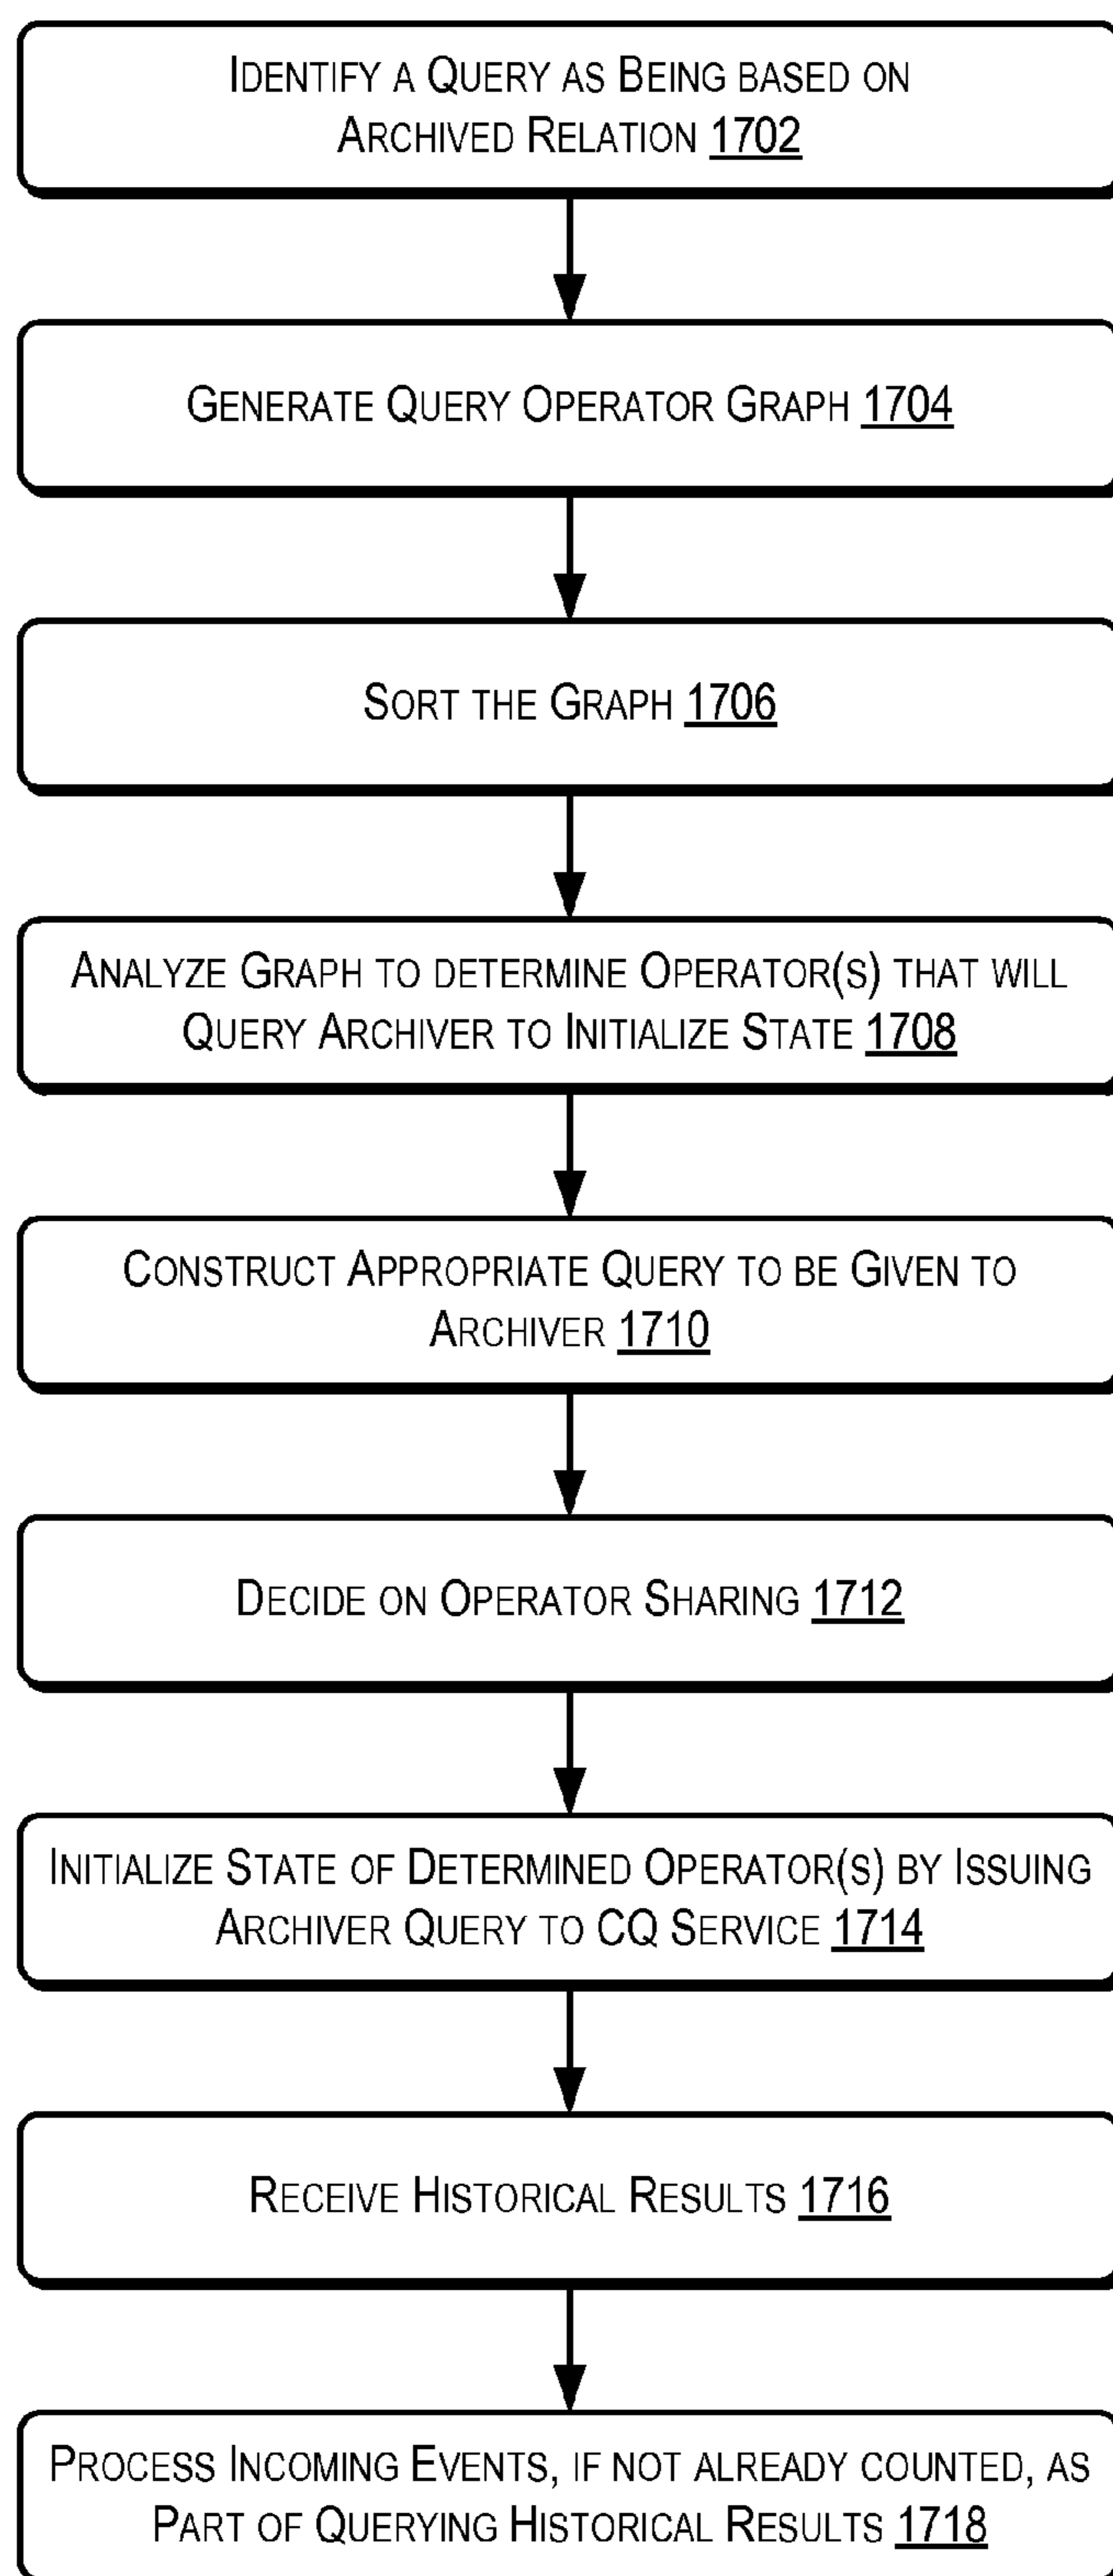 IDENTIFY A QUERY AS BEING BASED ON
ARCHIVED RELATION 1702
GENERATE QUERY OPERATOR GRAPH 1704
SORT THE GRAPH 1706
ANALYZE GRAPH TO DETERMINE OPERATOR(S) THAT WILL
QUERY ARCHIVER TO INITIALIZE STATE 1708
CONSTRUCT APPROPRIATE QUERY TO BE GIVEN TO
ARCHIVER 1710
DECIDE ON OPERATOR SHARING 1712
INITIALIZE STATE OF DETERMINED OPERATOR(S) BY ISSUING
ARCHIVER QUERY TO CQ SERVICE 1714
RECEIVE HISTORICAL RESULTS 1716
PROCESS INCOMING EVENTS, IF NOT ALREADY COUNTED, AS
PART OF QUERYING HISTORICAL RESULTS 1718